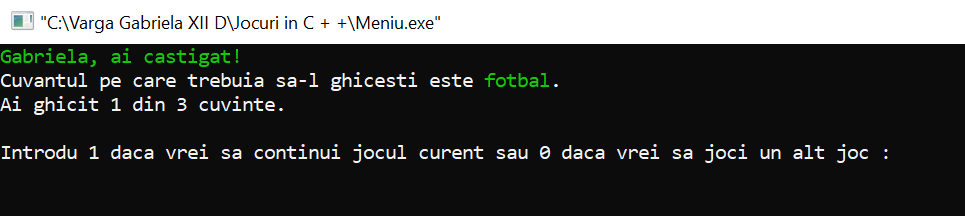 "C:\Varga Gabriela XII D\Jocuri in C + +\Meniu.exe"
Gabriela, ai castigat!
Cuvantul pe care trebuia sa-l ghicesti este fotbal.
Ai ghicit 1 din 3 cuvinte.
Introdu 1 daca vrei sa continui jocul curent sau 0 daca vrei sa joci un alt joc :